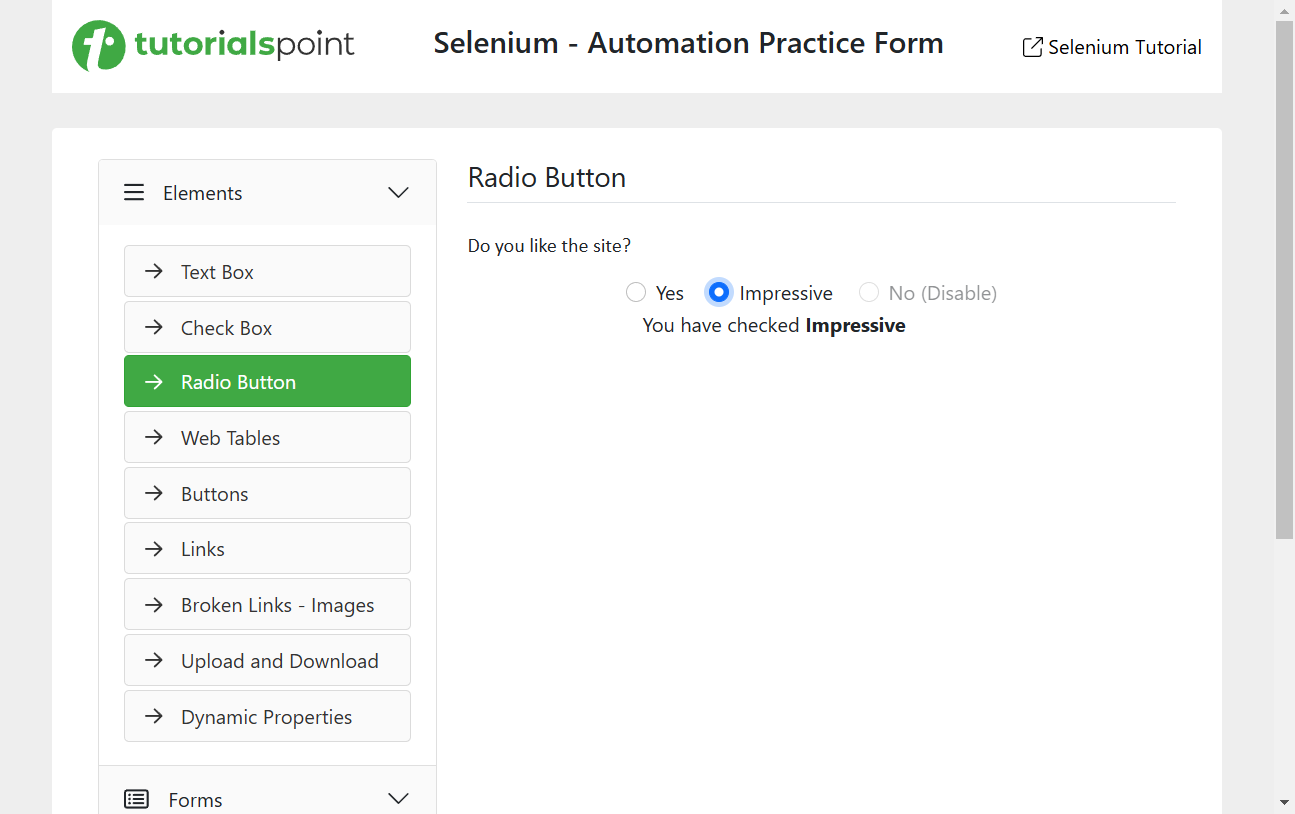 tutorialspoint
Selenium - Automation Practice Form
Selenium Tutorial
Elements
Text Box
Check Box
Radio Button
Web Tables
Buttons
Links
Broken Links - Images
Upload and Download
Dynamic Properties
Forms
Radio Button
Do you like the site?
Yes Impressive No (Disable)
You have checked Impressive